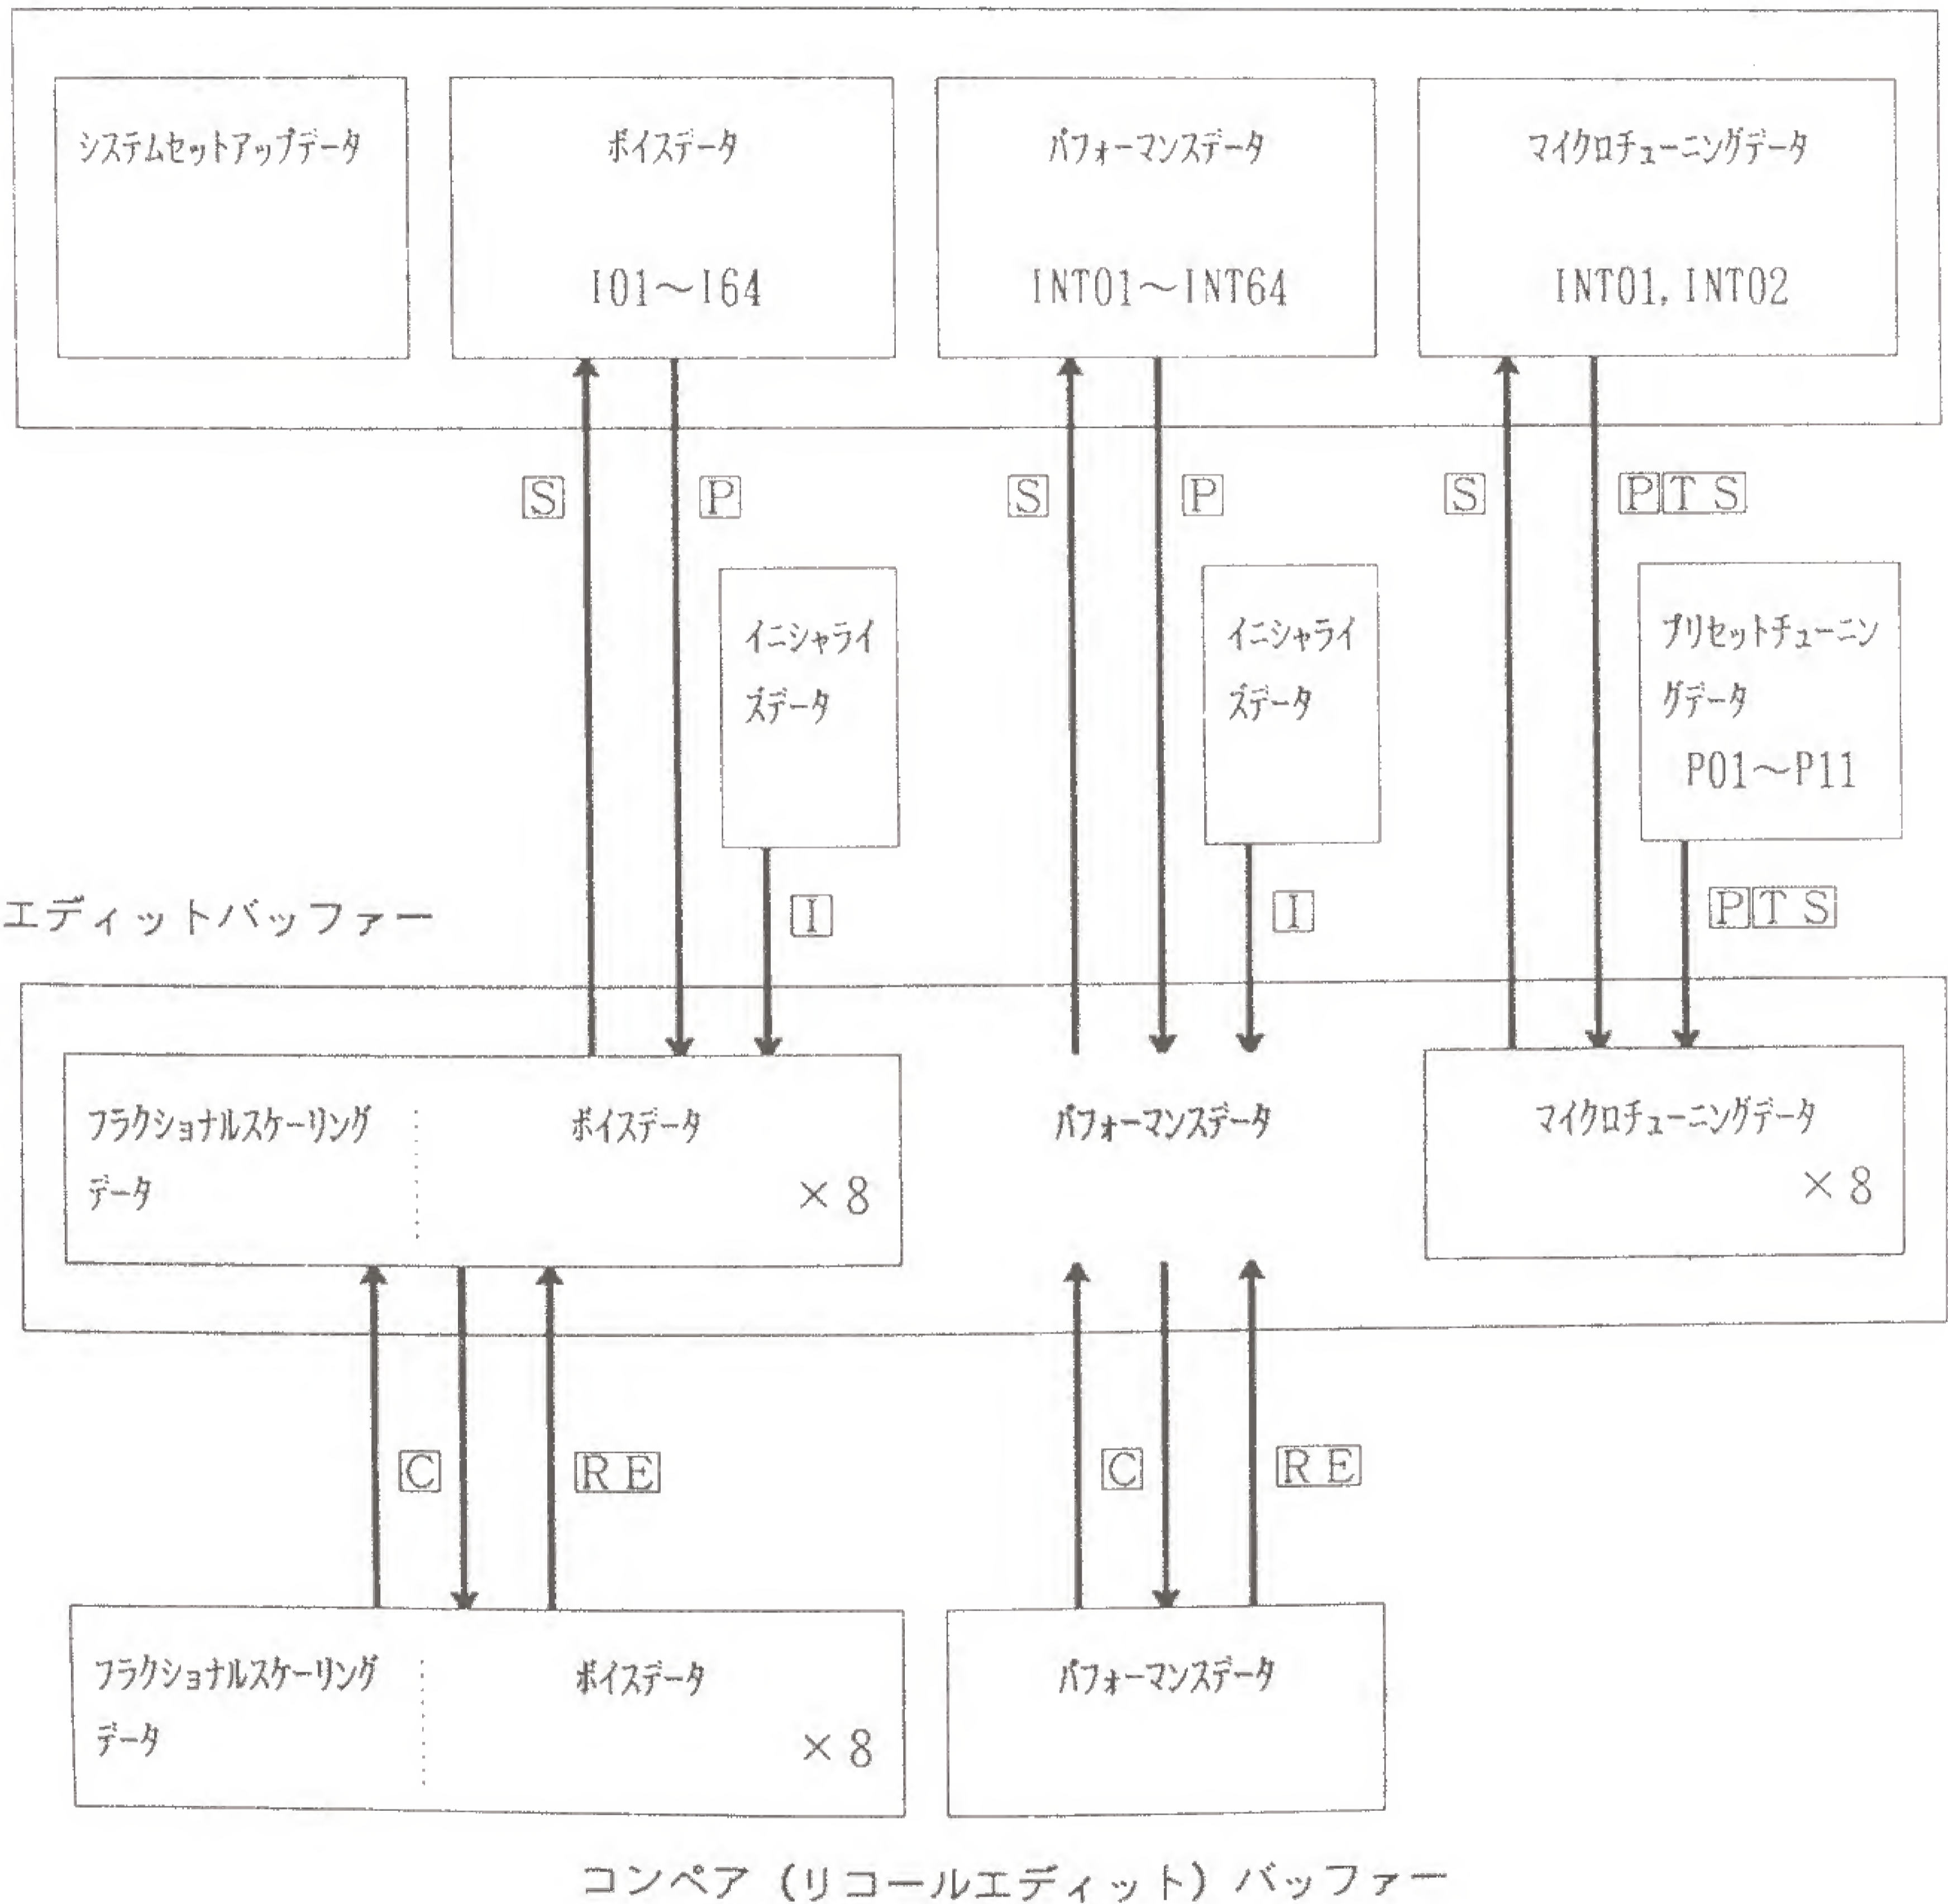 システムセットアップデータ
ボイスデータ
パフォーマンスデータ
マイクロチューニングデータ
I01～I64
INT01～INT64
INT01, INT02
S
P
S
P
S
P TS
イニシャライ
ズデータ
イニシャライ
ズデータ
プリセットチューニン
グデータ
P01～P11
エディットバッファー
I
I
P TS
フラクショナルスケーリング
データ
ボイスデータ
×8
パフォーマンスデータ
マイクロチューニングデータ
×8
C
RE
C
RE
フラクショナルスケーリング
データ
ボイスデータ
×8
パフォーマンスデータ
コンペア（リコールエディット）バッファー